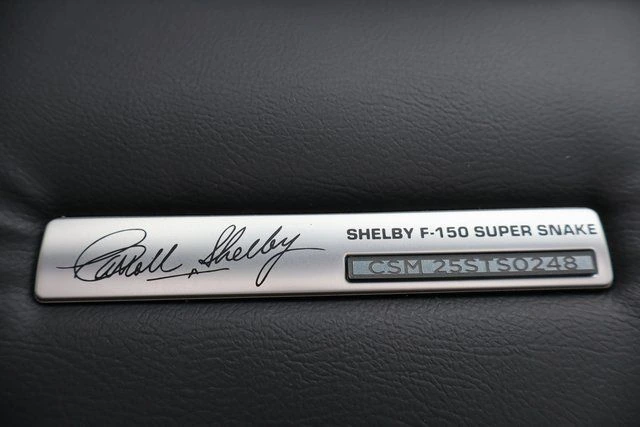 Carroll Shelby
SHELBY F-150 SUPER SNAKE
CSM 25STS0248